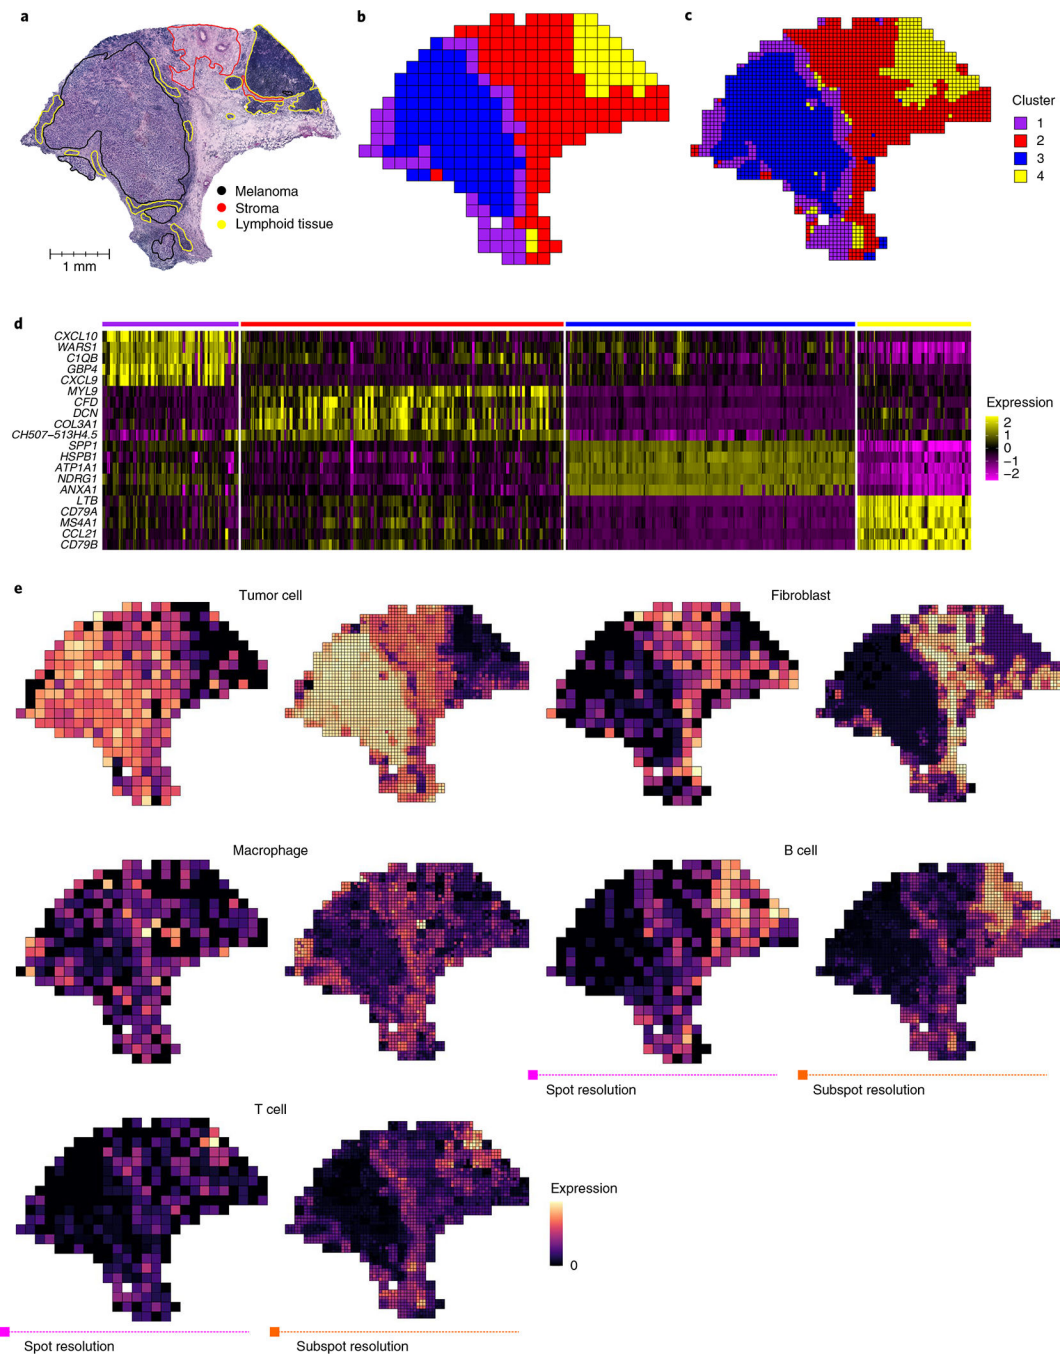 a
Melanoma
Stroma
Lymphoid tissue
1 mm
b
c
Cluster
1
2
3
4
d
CXCL10
WARS1
C1QB
GBP4
CXCL9
MYL9
CFD
DCN
COL3A1
CH507–513H4.5
SPP1
HSPB1
ATP1A1
NDRG1
ANXA1
LTB
CD79A
MS4A1
CCL21
CD79B
Expression
2
1
0
–1
–2
e
Tumor cell
Fibroblast
Macrophage
B cell
Spot resolution
Subspot resolution
T cell
Expression
0
Spot resolution
Subspot resolution